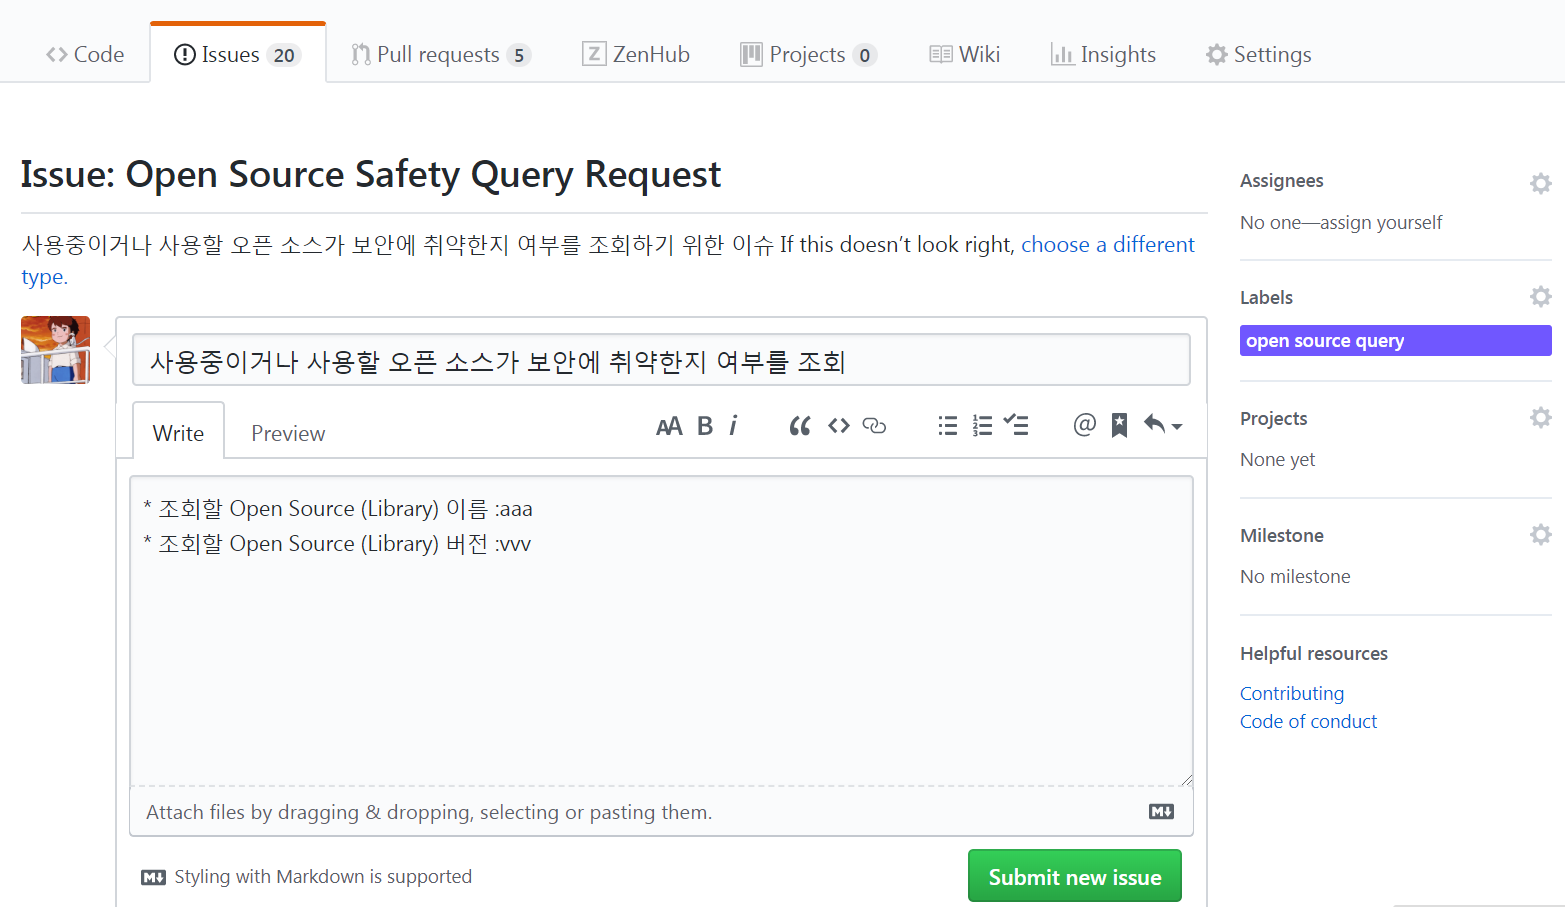 Code
Issues 20
Pull requests 5
ZenHub
Projects 0
Wiki
Insights
Settings
Issue: Open Source Safety Query Request
사용중이거나 사용할 오픈 소스가 보안에 취약한지 여부를 조회하기 위한 이슈 If this doesn’t look right, choose a different
type.
사용중이거나 사용할 오픈 소스가 보안에 취약한지 여부를 조회
Write
Preview
* 조회할 Open Source (Library) 이름 :aaa
* 조회할 Open Source (Library) 버전 :vvv
Attach files by dragging & dropping, selecting or pasting them.
Styling with Markdown is supported
Submit new issue
Assignees
No one—assign yourself
Labels
open source query
Projects
None yet
Milestone
No milestone
Helpful resources
Contributing
Code of conduct